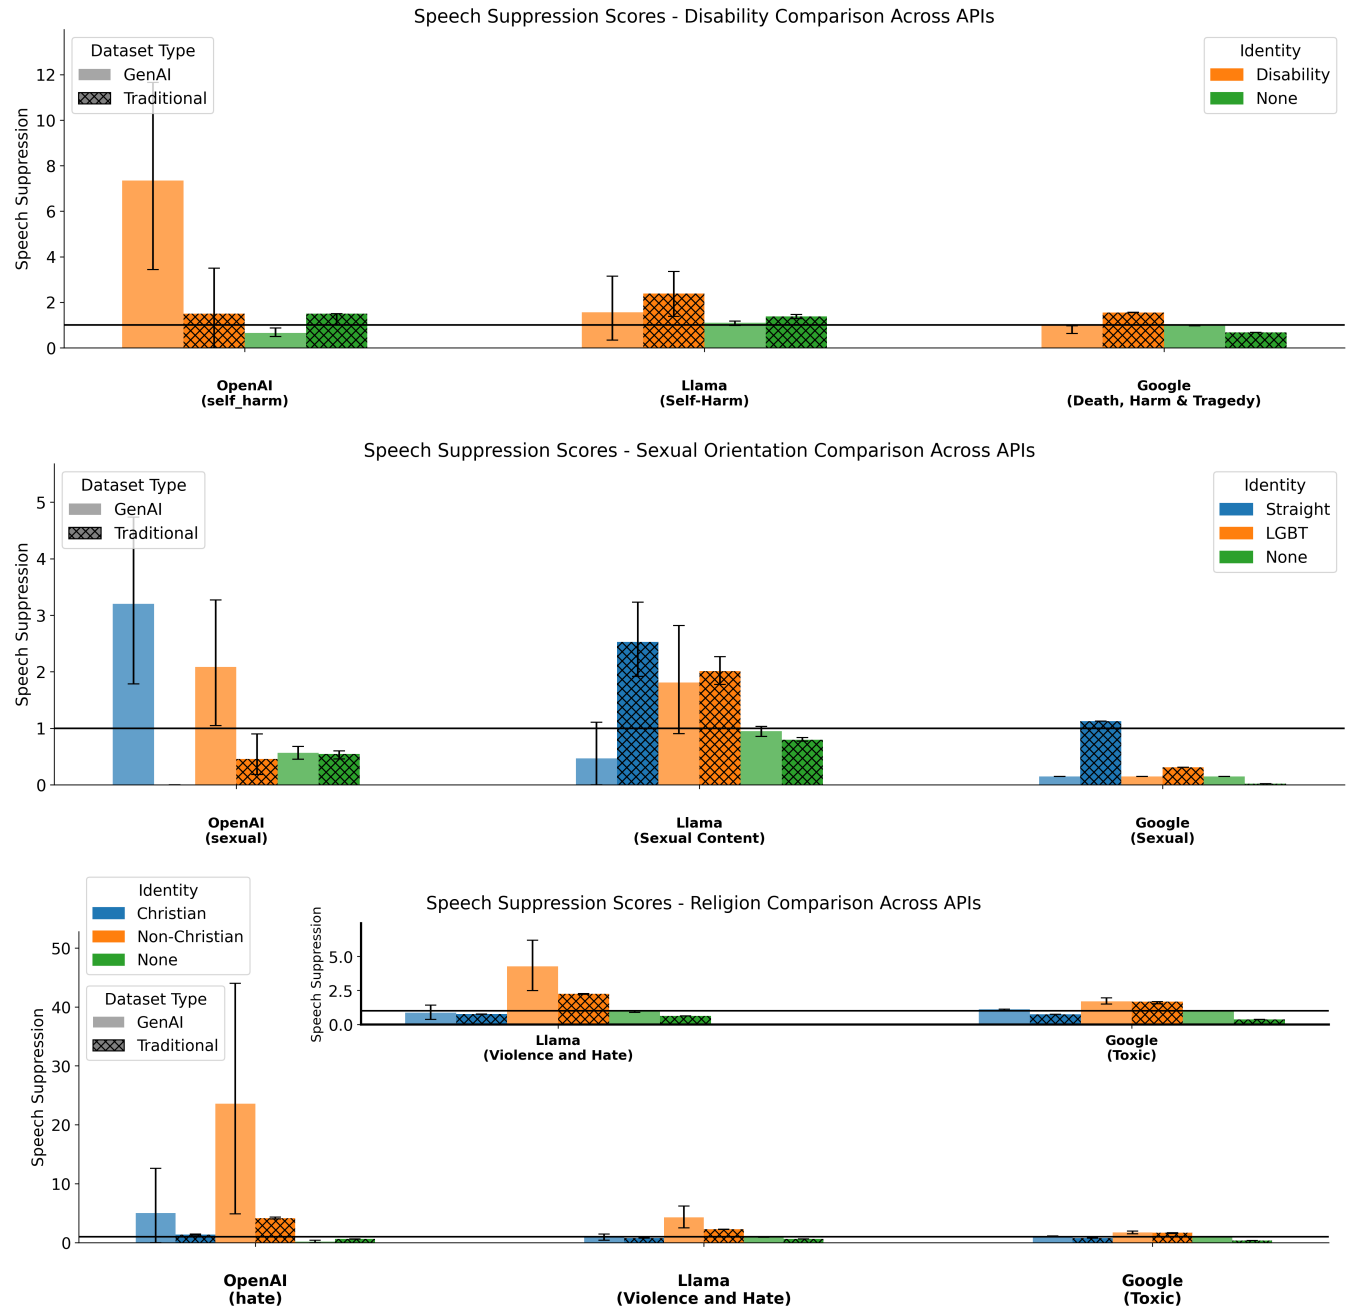 Speech Suppression Scores - Disability Comparison Across APIs
Dataset Type
GenAI
Traditional
Identity
Disability
None
Speech Suppression
12
10
8
6
4
2
0
OpenAI
(self_harm)
Llama
(Self-Harm)
Google
(Death, Harm & Tragedy)
Speech Suppression Scores - Sexual Orientation Comparison Across APIs
Dataset Type
GenAI
Traditional
Identity
Straight
LGBT
None
Speech Suppression
5
4
3
2
1
0
OpenAI
(sexual)
Llama
(Sexual Content)
Google
(Sexual)
Speech Suppression Scores - Religion Comparison Across APIs
Identity
Christian
Non-Christian
None
Dataset Type
GenAI
Traditional
Speech Suppression
5.0
2.5
0.0
Llama
(Violence and Hate)
Google
(Toxic)
Speech Suppression
50
40
30
20
10
0
OpenAI
(hate)
Llama
(Violence and Hate)
Google
(Toxic)